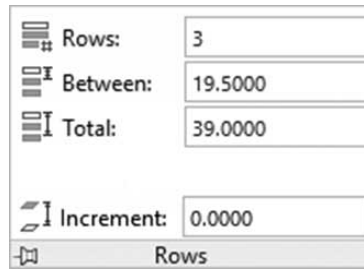 Rows: 3
Between: 19.5000
Total: 39.0000
Increment: 0.0000
Rows